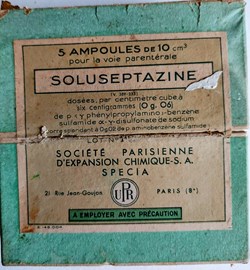 5 AMPOULES DE 10 cm³
pour la voie parentérale
SOLUSEPTAZINE
dosées, par centimètre cube, à
six centigrammes (0 g. 06)
de p • γ phénylpropylamino - benzène
sulfamide α - γ - disulfonate de sodium
correspondant à 0g02 de p. aminobenzène sulfamide
LOT N°
SOCIÉTÉ PARISIENNE
D'EXPANSION CHIMIQUE - S. A.
SPECIA
21 Rue Jean-Goujon
PARIS (8e)
A EMPLOYER AVEC PRÉCAUTION